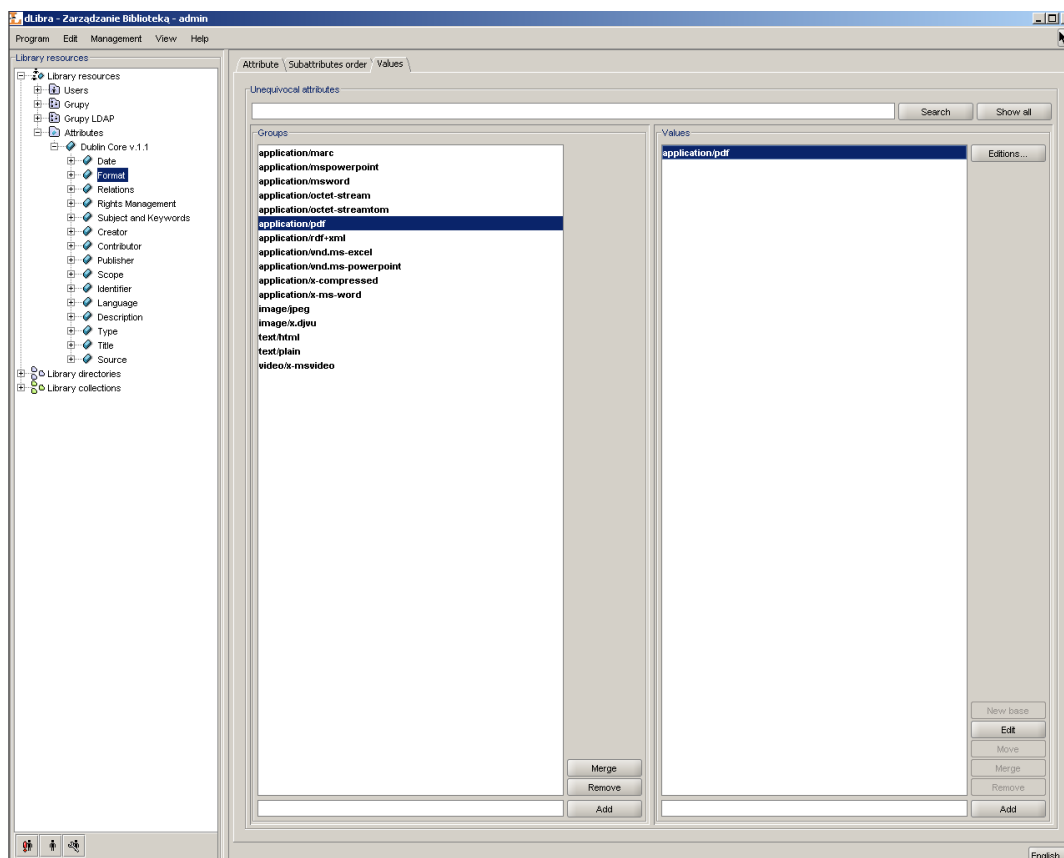 dLibra - Zarządzanie Biblioteką - admin
Program Edit Management View Help
Library resources
Library resources
Users
Grupy
Grupy LDAP
Attributes
Dublin Core v.1.1
Date
Format
Relations
Rights Management
Subject and Keywords
Creator
Contributor
Publisher
Scope
Identifier
Language
Description
Type
Title
Source
Library directories
Library collections
Attribute Subattributes order Values
Unequivocal attributes
Search Show all
Groups
application/marc
application/mspowerpoint
application/msword
application/octet-stream
application/octet-streamtom
application/pdf
application/rdf+xml
application/vnd.ms-excel
application/vnd.ms-powerpoint
application/x-compressed
application/x-ms-word
image/jpeg
image/x.djvu
text/html
text/plain
video/x-msvideo
Merge
Remove
Add
Values
application/pdf
Editions...
New base
Edit
Move
Merge
Remove
Add
English